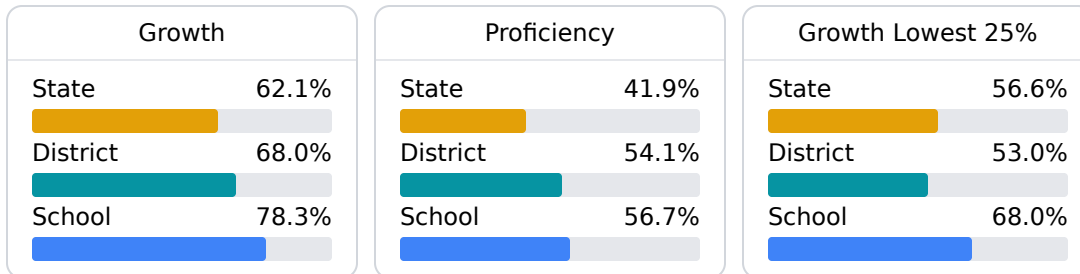 Growth
State 62.1%
District 68.0%
School 78.3%
Proficiency
State 41.9%
District 54.1%
School 56.7%
Growth Lowest 25%
State 56.6%
District 53.0%
School 68.0%